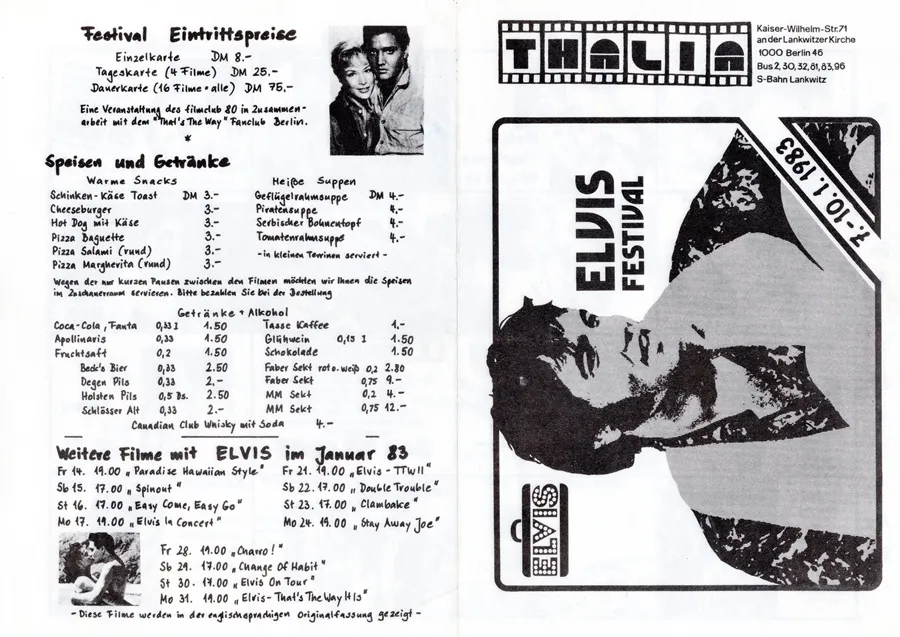 Festival Eintrittspreise
Einzelkarte DM 8.-
Tageskarte (4 Filme) DM 25.-
Dauerkarte (16 Filme = alle) DM 75.-
Eine Veranstaltung des filmclub 80 in Zusammen-
arbeit mit dem "That's The Way" Fanclub Berlin.
*
Speisen und Getränke
Warme Snacks
Schinken-Käse Toast DM 3.-
Cheeseburger 3.-
Hot Dog mit Käse 3.-
Pizza Baguette 3.-
Pizza Salami (rund) 3.-
Pizza Margherita (rund) 3.-
Heiße Suppen
Geflügelrahmsuppe DM 4.-
Piratensuppe 4.-
Serbischer Bohnentopf 4.-
Tomatenrahmsuppe 4.-
- in kleinen Terrinen serviert -
Wegen der nur kurzen Pausen zwischen den Filmen möchten wir Ihnen die Speisen
im Zuschauerraum servieren. Bitte bezahlen Sie bei der Bestellung
Getränke + Alkohol
Coca-Cola, Fanta 0,33 l 1.50
Apollinaris 0,33 1.50
Fruchtsaft 0,2 1.50
Beck's Bier 0,33 2.50
Degen Pils 0,33 2.-
Holsten Pils 0,5 Ds. 2.50
Schlösser Alt 0,33 2.-
Tasse Kaffee 1.-
Glühwein 0,15 l 1.50
Schokolade 1.50
Faber Sekt rot o. weiß 0,2 2.80
Faber Sekt 0,75 9.-
MM Sekt 0,2 4.-
MM Sekt 0,75 12.-
Canadian Club Whisky mit Soda 4.-
Weitere Filme mit ELVIS im Januar 83
Fr 14. 19.00 „Paradise Hawaiian Style"
Sb 15. 17.00 „Spinout"
St 16. 17.00 „Easy Come, Easy Go"
Mo 17. 19.00 „Elvis In Concert"
Fr 21. 19.00 „Elvis - TTWII"
Sb 22. 17.00 „Double Trouble"
St 23. 17.00 „Clambake"
Mo 24. 19.00 „Stay Away Joe"
Fr 28. 19.00 „Charro!"
Sb 29. 17.00 „Change Of Habit"
St 30. 17.00 „Elvis On Tour"
Mo 31. 19.00 „Elvis - That's The Way It Is"
- Diese Filme werden in der englischsprachigen Originalfassung gezeigt -
THALIA
Kaiser-Wilhelm-Str.71
an der Lankwitzer Kirche
1000 Berlin 46
Bus 2, 30, 32, 81, 83, 96
S-Bahn Lankwitz
7. - 10. 1. 1983
ELVIS
FESTIVAL
ELVIS